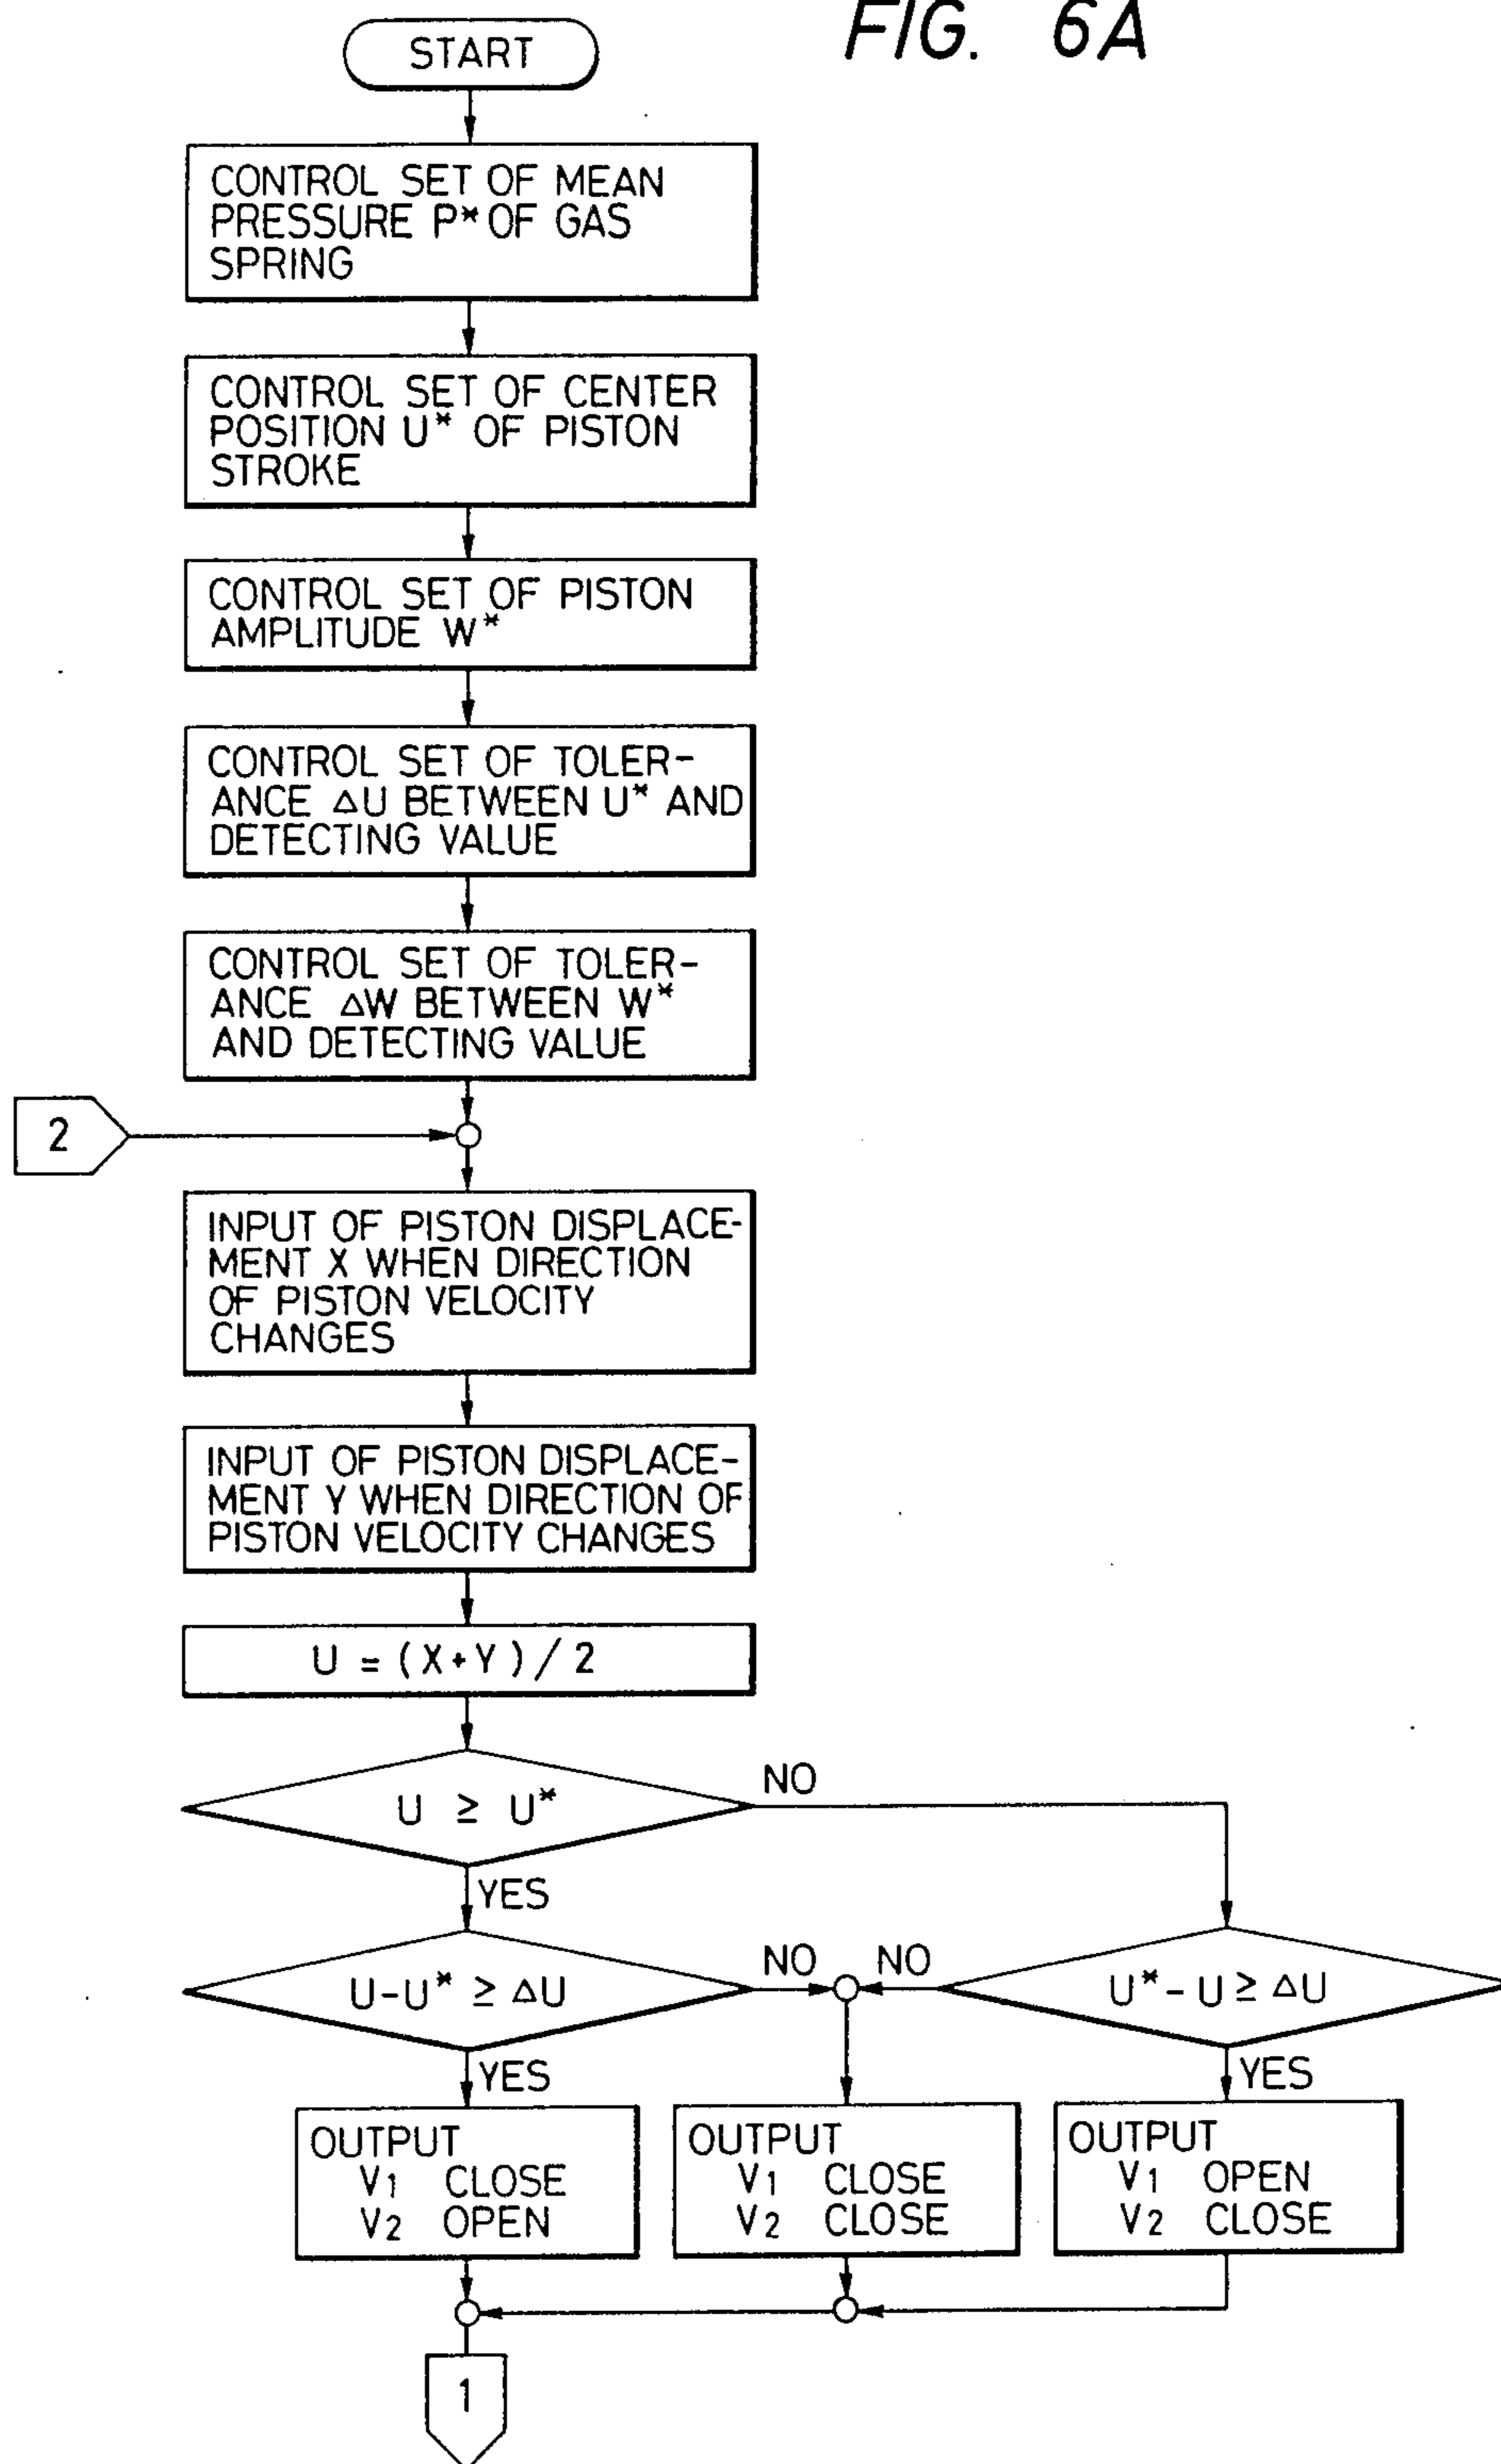 FIG. 6A
START
CONTROL SET OF MEAN
PRESSURE P* OF GAS
SPRING
CONTROL SET OF CENTER
POSITION U* OF PISTON
STROKE
CONTROL SET OF PISTON
AMPLITUDE W*
CONTROL SET OF TOLER-
ANCE ΔU BETWEEN U* AND
DETECTING VALUE
CONTROL SET OF TOLER-
ANCE ΔW BETWEEN W*
AND DETECTING VALUE
2
INPUT OF PISTON DISPLACE-
MENT X WHEN DIRECTION
OF PISTON VELOCITY
CHANGES
INPUT OF PISTON DISPLACE-
MENT Y WHEN DIRECTION OF
PISTON VELOCITY CHANGES
U = (X+Y)/2
U ≥ U*
NO
YES
U-U* ≥ ΔU
NO
NO
U*-U ≥ ΔU
YES
YES
OUTPUT
V1 CLOSE
V2 OPEN
OUTPUT
V1 CLOSE
V2 CLOSE
OUTPUT
V1 OPEN
V2 CLOSE
1